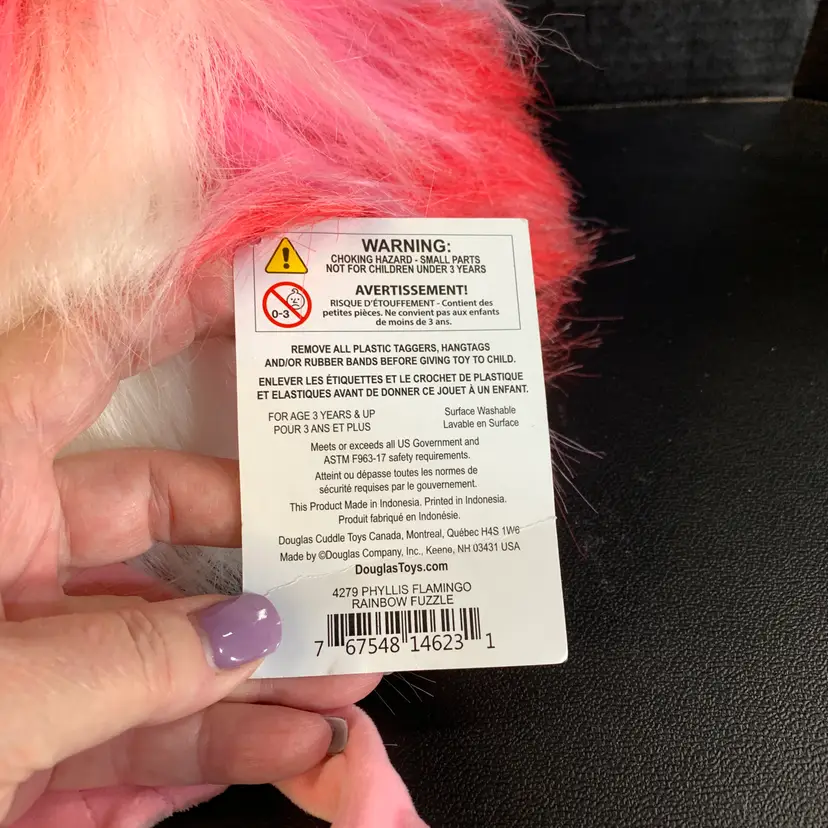 WARNING:
CHOKING HAZARD - SMALL PARTS
NOT FOR CHILDREN UNDER 3 YEARS
0-3
AVERTISSEMENT!
RISQUE D'ÉTOUFFEMENT - Contient des
petites pièces. Ne convient pas aux enfants
de moins de 3 ans.
REMOVE ALL PLASTIC TAGGERS, HANGTAGS
AND/OR RUBBER BANDS BEFORE GIVING TOY TO CHILD.
ENLEVER LES ÉTIQUETTES ET LE CROCHET DE PLASTIQUE
ET ELASTIQUES AVANT DE DONNER CE JOUET À UN ENFANT.
FOR AGE 3 YEARS & UP
POUR 3 ANS ET PLUS
Surface Washable
Lavable en Surface
Meets or exceeds all US Government and
ASTM F963-17 safety requirements.
Atteint ou dépasse toutes les normes de
sécurité requises par le gouvernement.
This Product Made in Indonesia. Printed in Indonesia.
Produit fabriqué en Indonésie.
Douglas Cuddle Toys Canada, Montreal, Québec H4S 1W6
Made by ©Douglas Company, Inc., Keene, NH 03431 USA
DouglasToys.com
4279 PHYLLIS FLAMINGO
RAINBOW FUZZLE
7 67548 14623 1